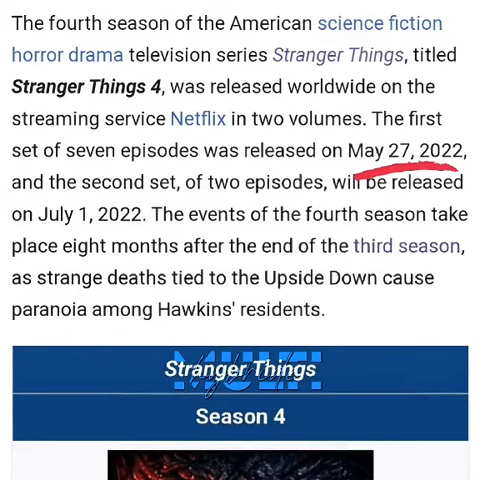 The fourth season of the American science fiction
horror drama television series Stranger Things, titled
Stranger Things 4, was released worldwide on the
streaming service Netflix in two volumes. The first
set of seven episodes was released on May 27, 2022,
and the second set, of two episodes, will be released
on July 1, 2022. The events of the fourth season take
place eight months after the end of the third season,
as strange deaths tied to the Upside Down cause
paranoia among Hawkins' residents.
Stranger Things
MULTI
Season 4